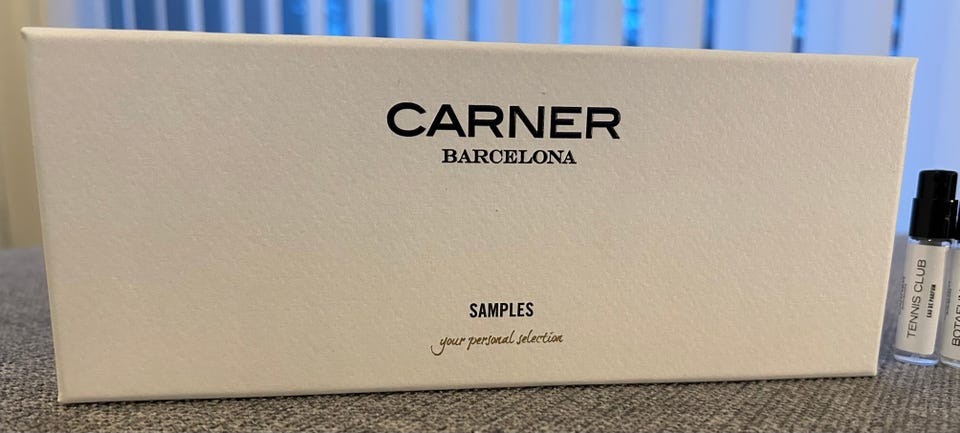 CARNER
BARCELONA
SAMPLES
your personal selection
TENNIS CLUB
EAU DE PARFUM